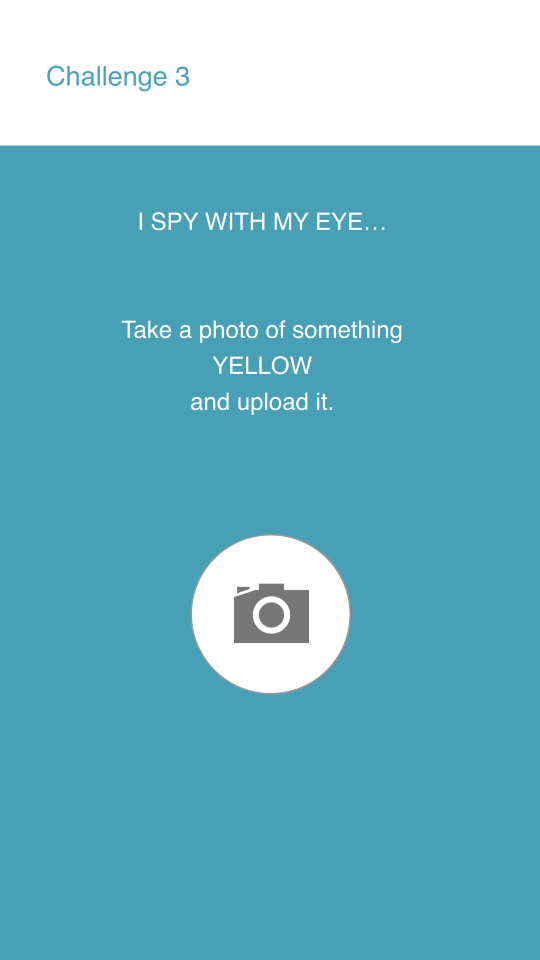 Challenge 3
I SPY WITH MY EYE…
Take a photo of something
YELLOW
and upload it.